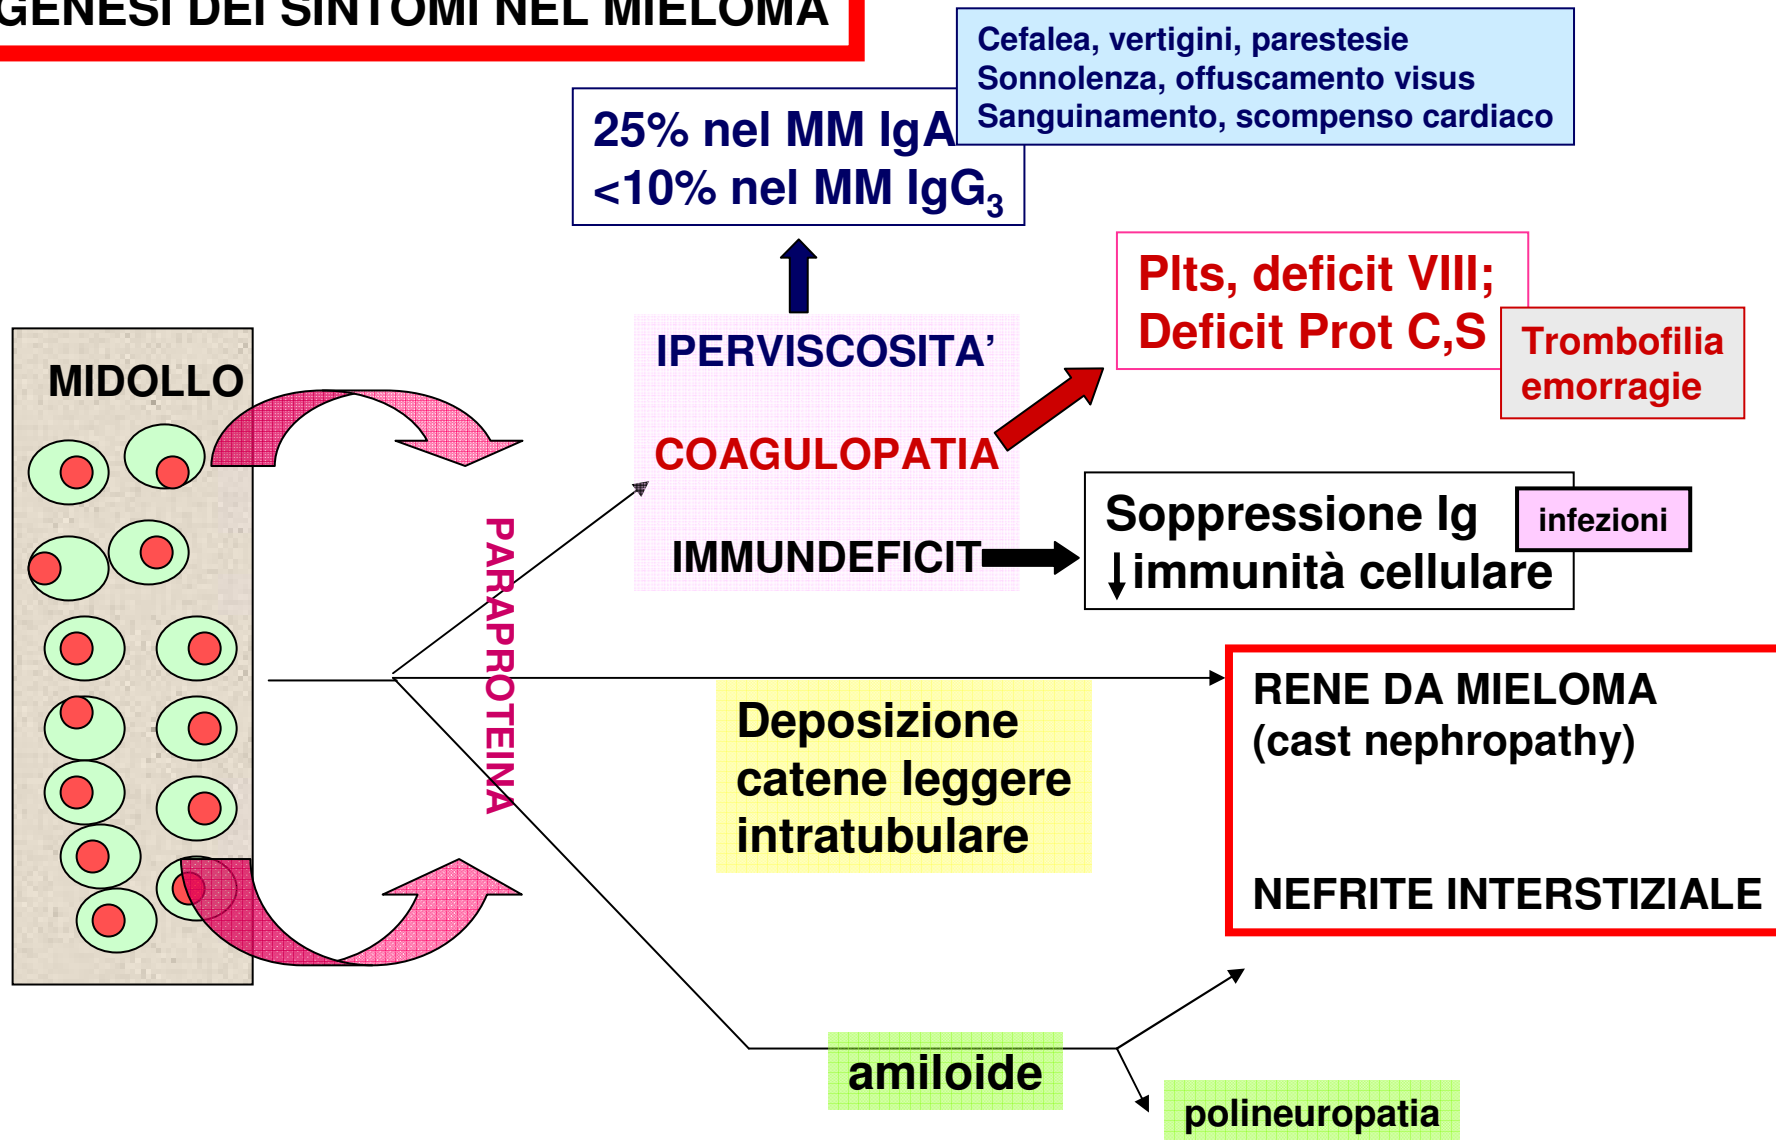 GENESI DEI SINTOMI NEL MIELOMA
Cefalea, vertigini, parestesie
Sonnolenza, offuscamento visus
Sanguinamento, scompenso cardiaco
25% nel MM IgA
<10% nel MM IgG3
Plts, deficit VIII;
Deficit Prot C,S
Trombofilia
emorragie
IPERVISCOSITA’
COAGULOPATIA
IMMUNDEFICIT
Soppressione Ig
↓immunità cellulare
infezioni
MIDOLLO
PARAPROTEINA
Deposizione
catene leggere
intratubulare
RENE DA MIELOMA
(cast nephropathy)
NEFRITE INTERSTIZIALE
amiloide
polineuropatia